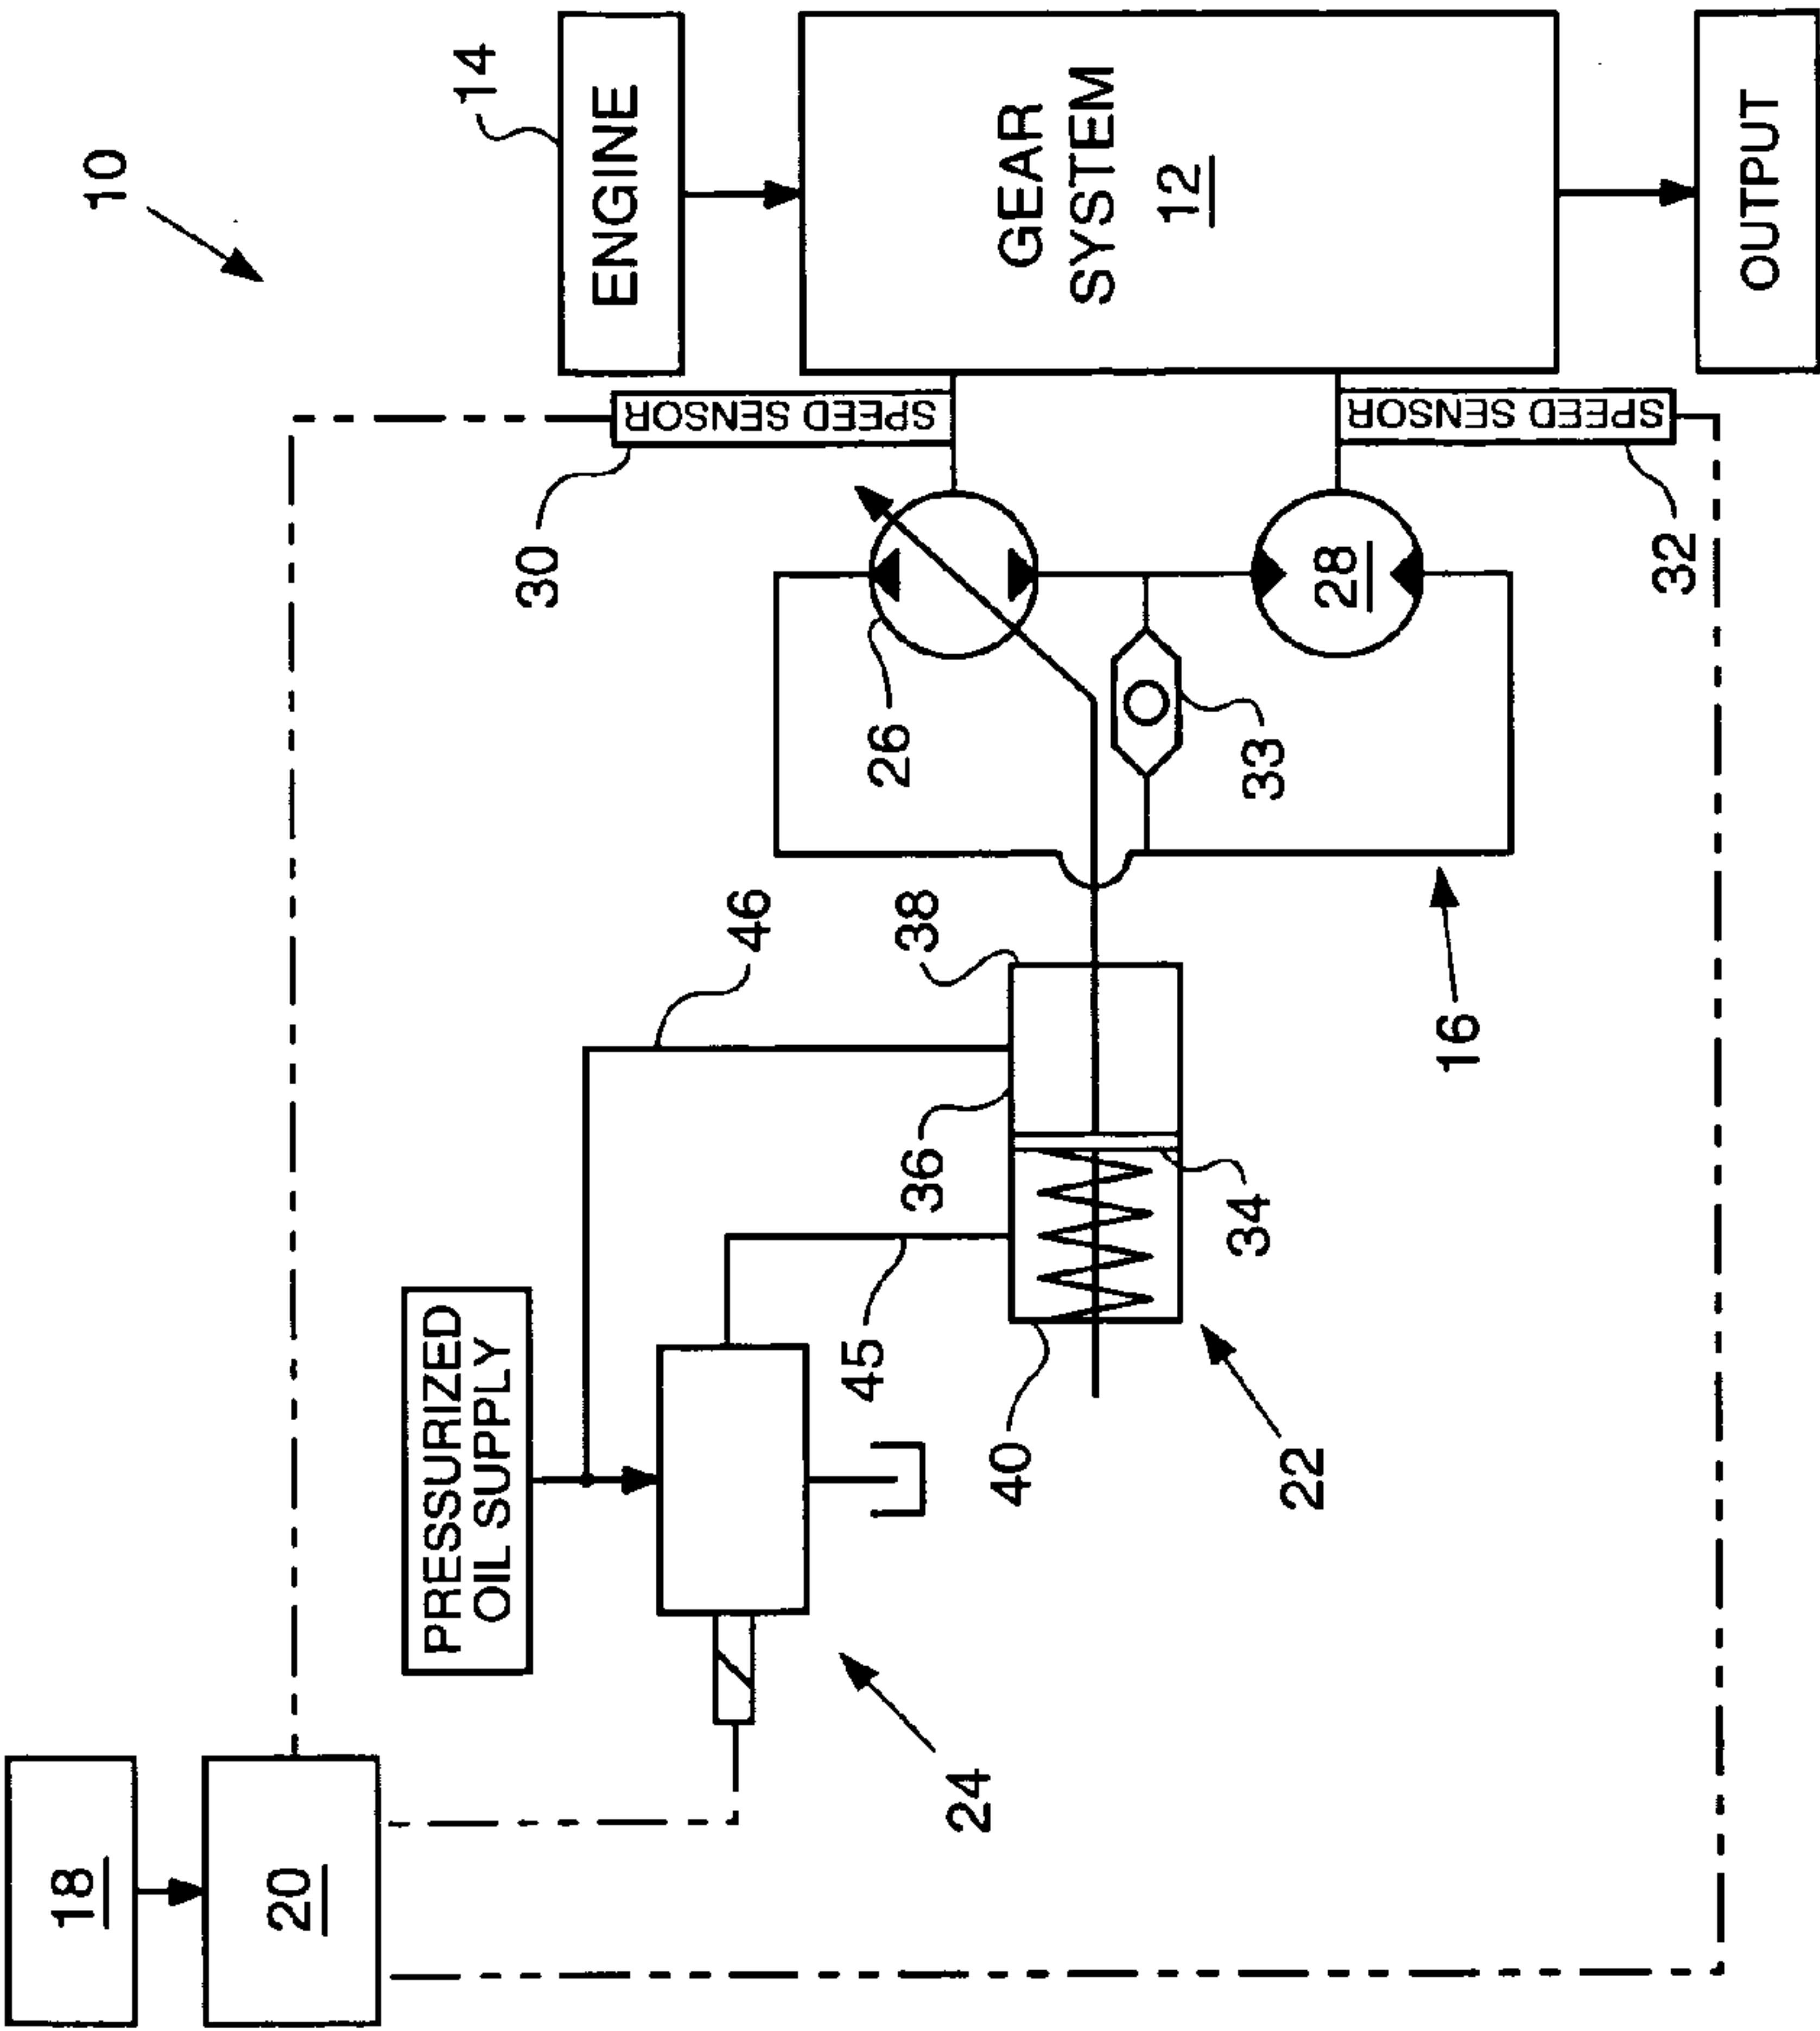 10
14
ENGINE
GEAR
SYSTEM
12
OUTPUT
SPEED SENSOR
SPEED SENSOR
30
32
26
28
33
16
46
38
36
34
45
40
22
PRESSURIZED
OIL SUPPLY
24
18
20